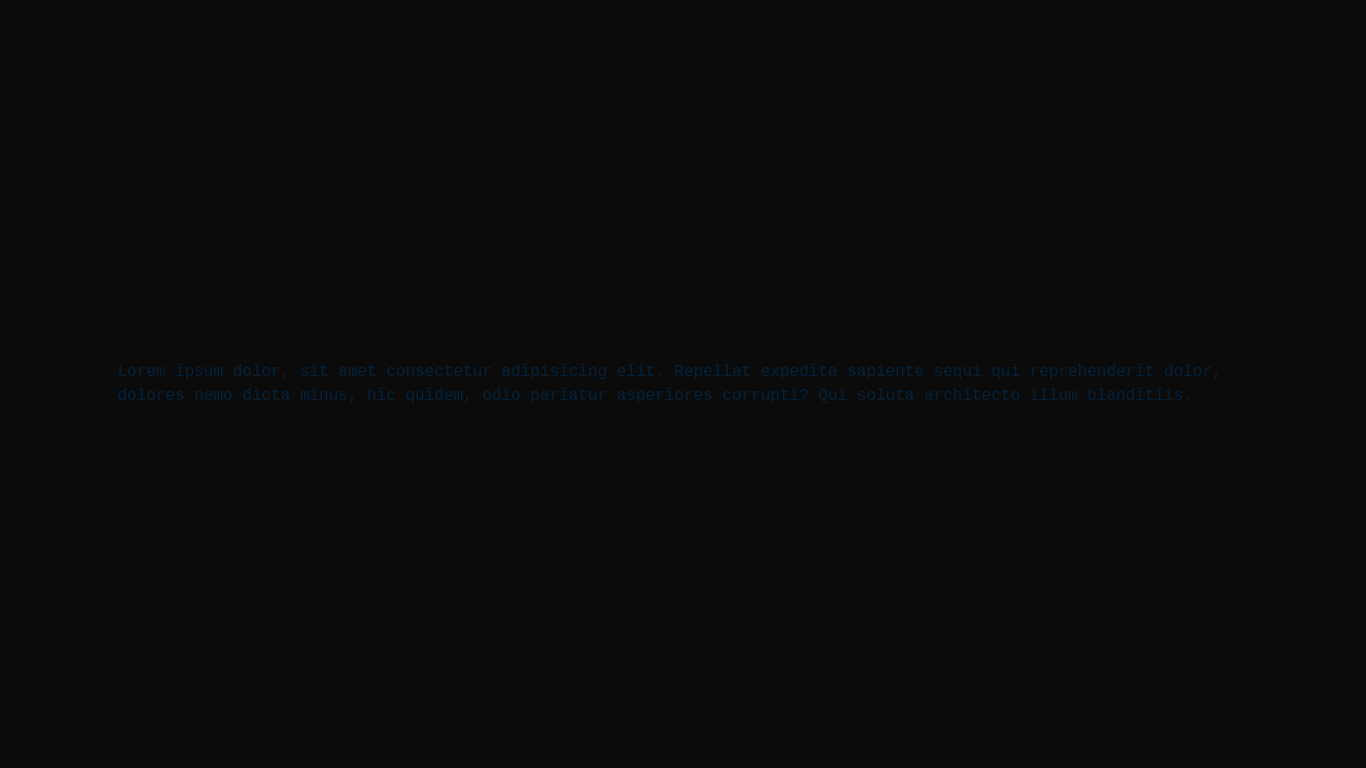 Lorem ipsum dolor, sit amet consectetur adipisicing elit. Repellat expedita sapiente sequi qui reprehenderit dolor,
dolores nemo dicta minus, hic quidem, odio pariatur asperiores corrupti? Qui soluta architecto illum blanditiis.